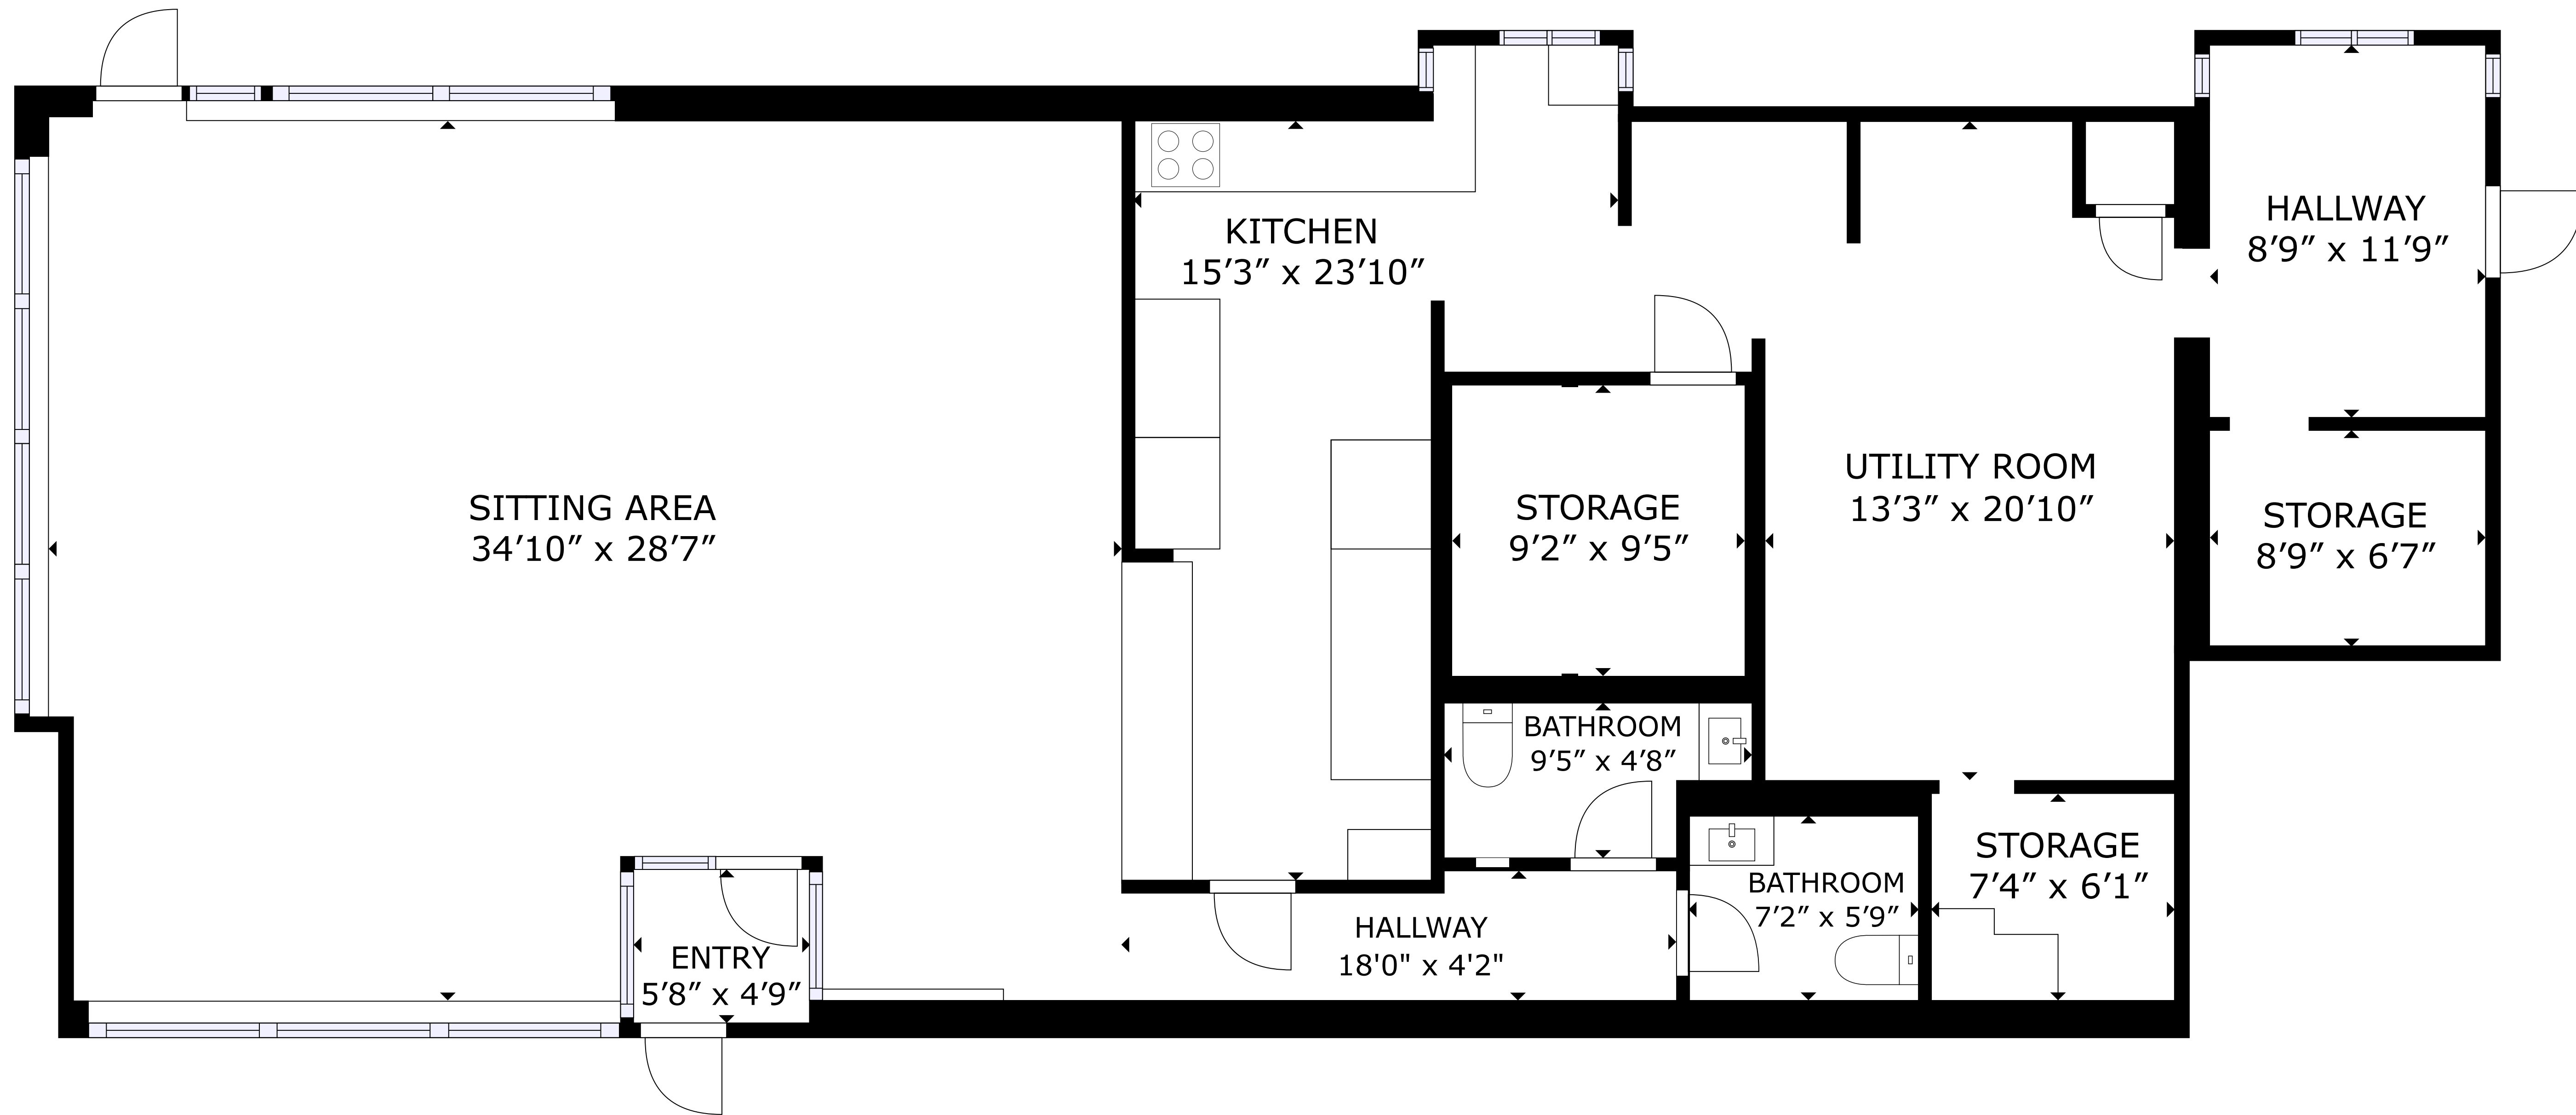 HALLWAY
8’9” x 11’9”
KITCHEN
15’3” x 23’10”
UTILITY ROOM
13’3” x 20’10”
SITTING AREA
34’10” x 28’7”
STORAGE
9’2” x 9’5”
STORAGE
8’9” x 6’7”
BATHROOM
9’5” x 4’8”
STORAGE
7’4” x 6’1”
BATHROOM
7’2” x 5’9”
HALLWAY
18'0" x 4'2"
ENTRY
5’8” x 4’9”